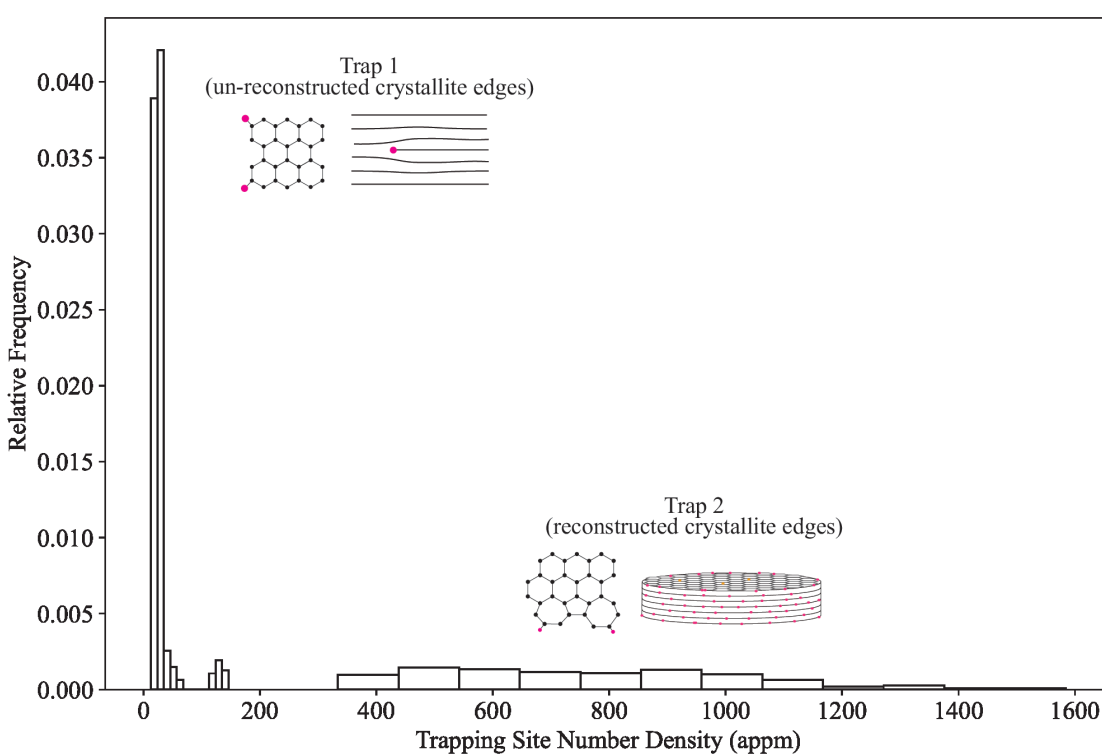 Trap 1
(un-reconstructed crystallite edges)
0.040
0.035
0.030
0.025
0.020
0.015
0.010
0.005
0.000
Relative Frequency
Trap 2
(reconstructed crystallite edges)
0 200 400 600 800 1000 1200 1400 1600
Trapping Site Number Density (appm)